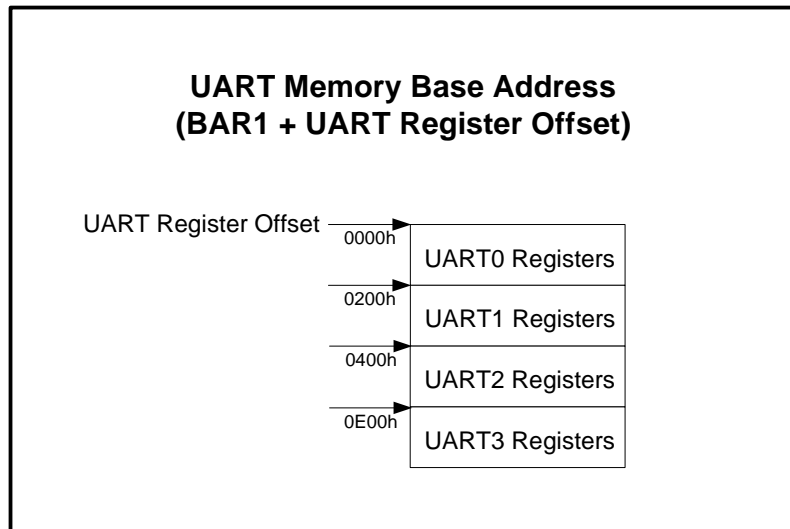 UART Memory Base Address
(BAR1 + UART Register Offset)
UART Register Offset
0000h
UART0 Registers
0200h
UART1 Registers
0400h
UART2 Registers
0E00h
UART3 Registers